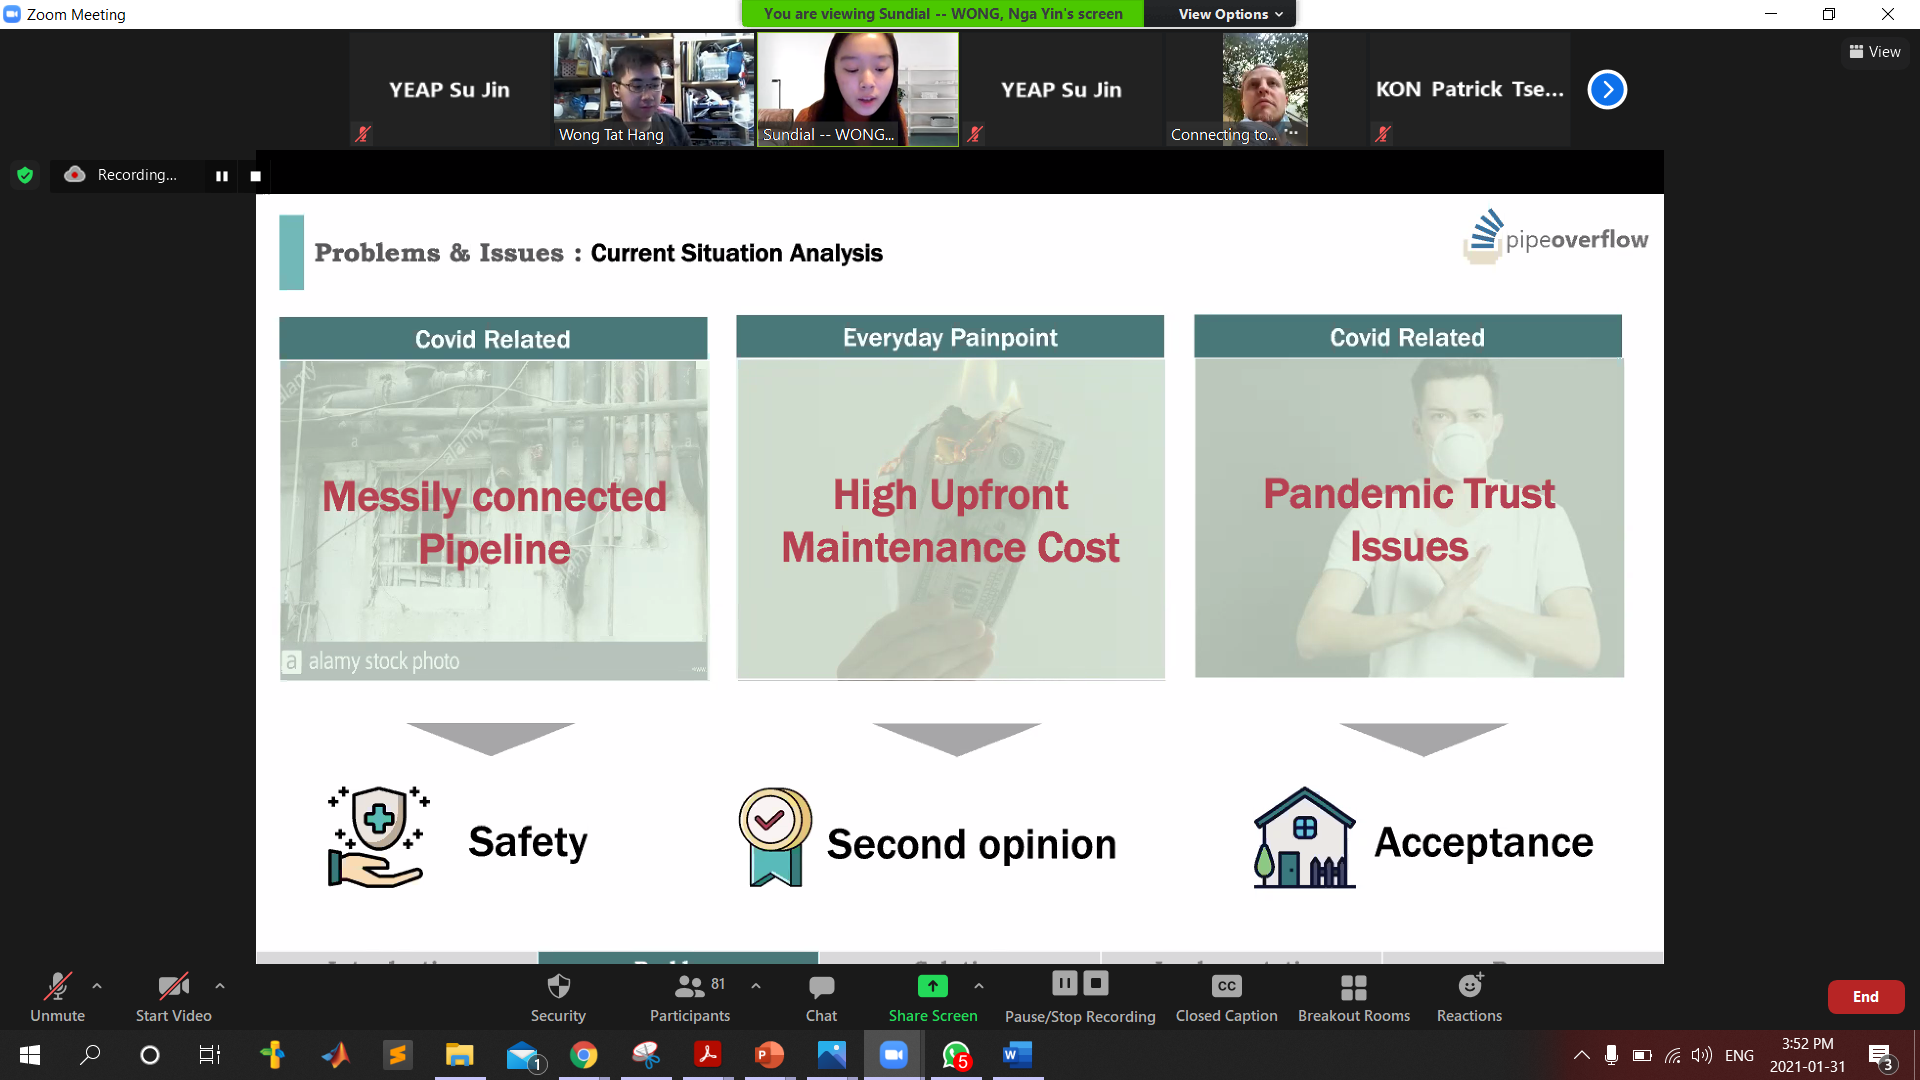 Zoom Meeting
You are viewing Sundial -- WONG, Nga Yin's screen
View Options
View
YEAP Su Jin
Wong Tat Hang
Sundial -- WONG...
YEAP Su Jin
Connecting to...
KON Patrick Tse...
Recording...
Problems & Issues : Current Situation Analysis
pipeoverflow
Covid Related
Messily connected
Pipeline
a alamy stock photo
Everyday Painpoint
High Upfront
Maintenance Cost
Covid Related
Pandemic Trust
Issues
Safety
Second opinion
Acceptance
Unmute
Start Video
Security
81
Participants
Chat
Share Screen
Pause/Stop Recording
CC
Closed Caption
Breakout Rooms
Reactions
End
1
5
ENG
3:52 PM
2021-01-31
3